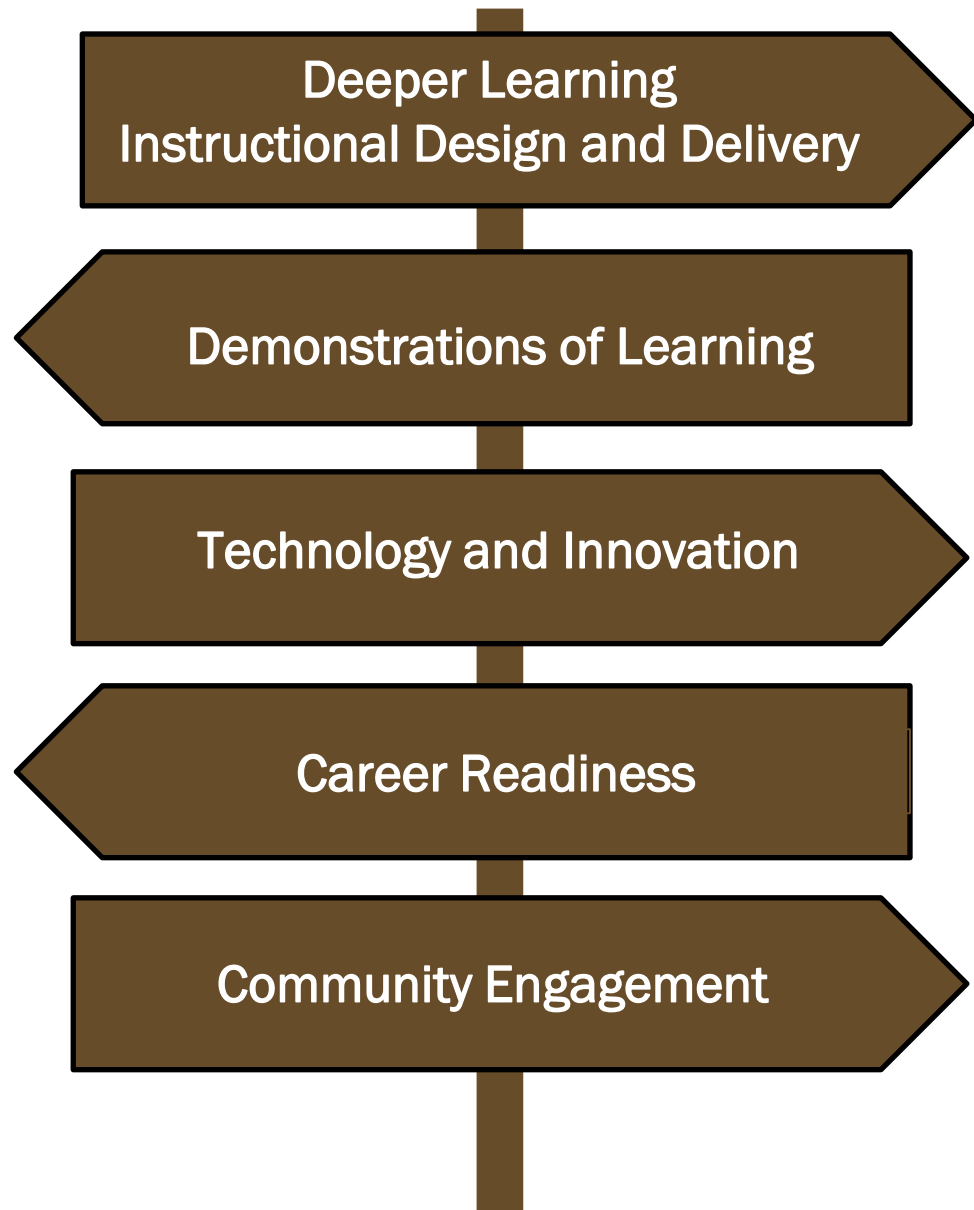 Deeper Learning
Instructional Design and Delivery
Demonstrations of Learning
Technology and Innovation
Career Readiness
Community Engagement